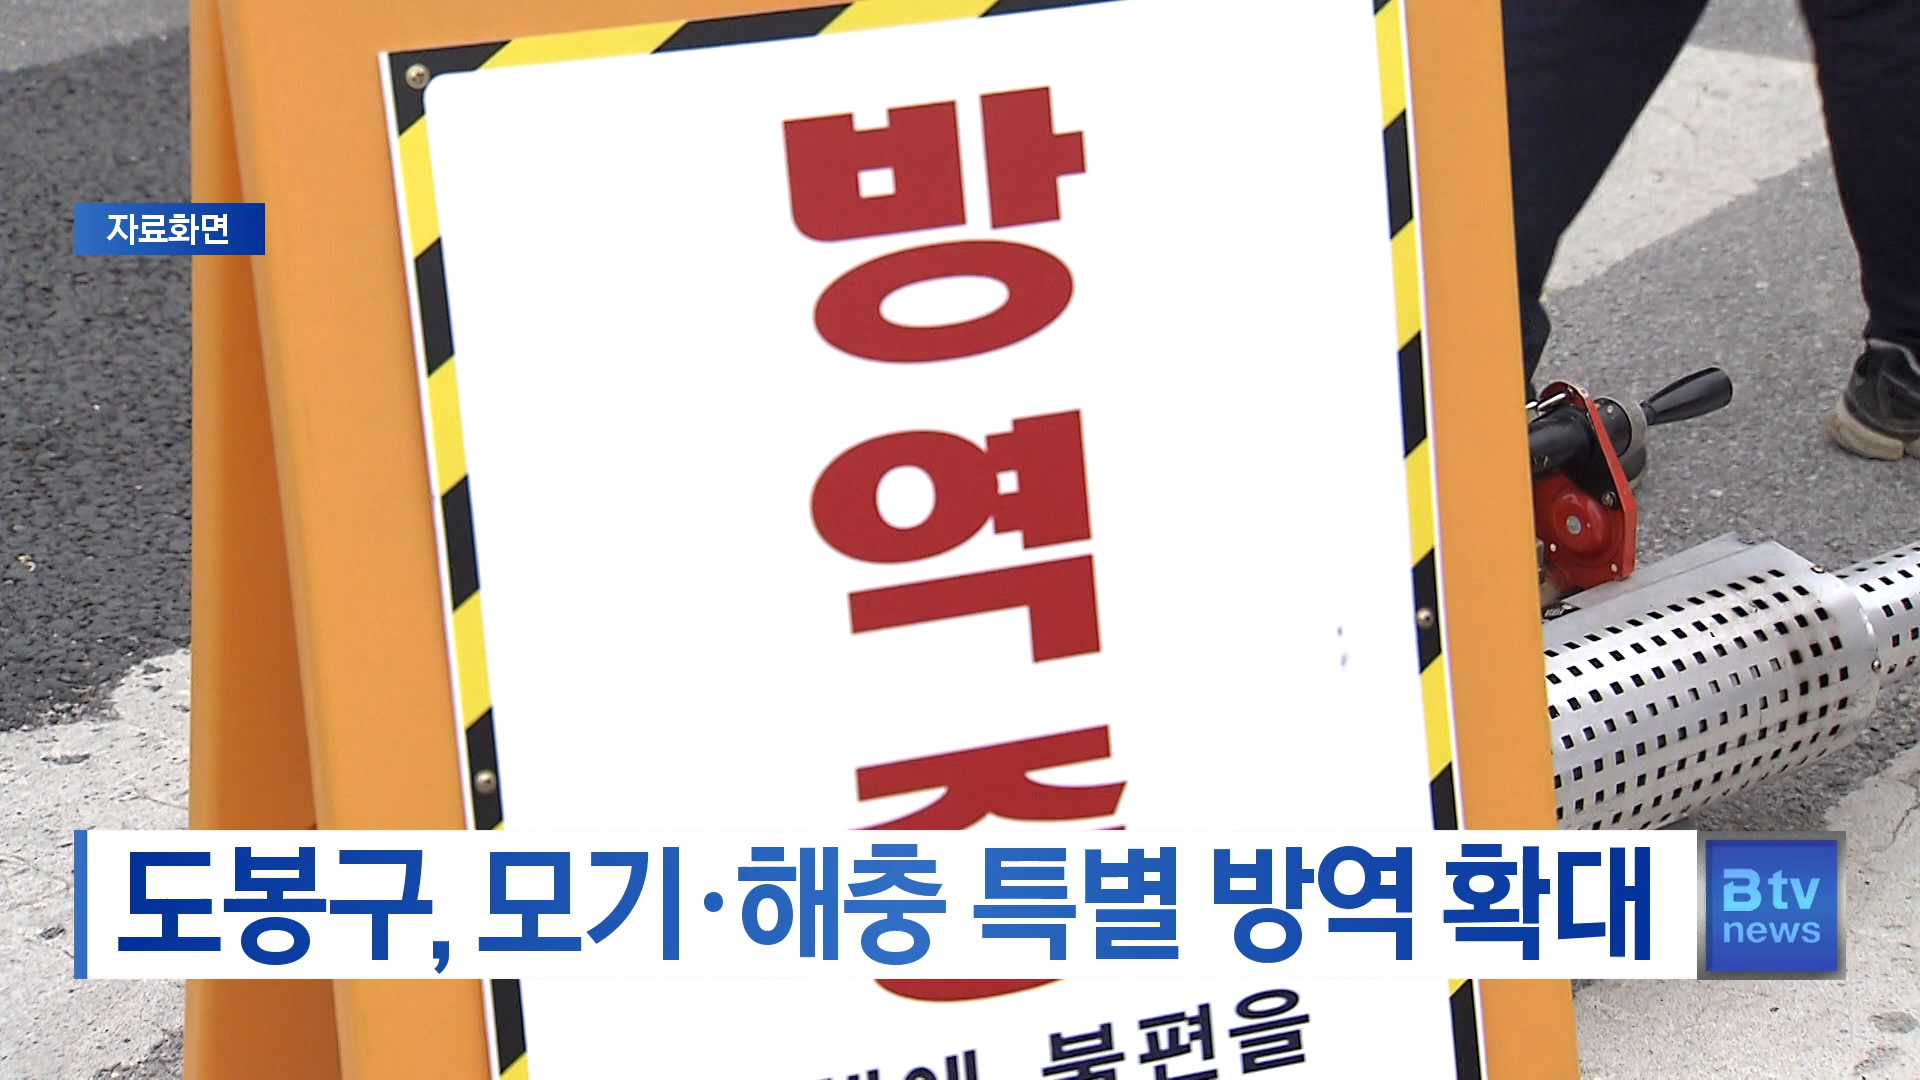 자료화면
방역
불편을
도봉구, 모기·해충 특별 방역 확대
B tv
news